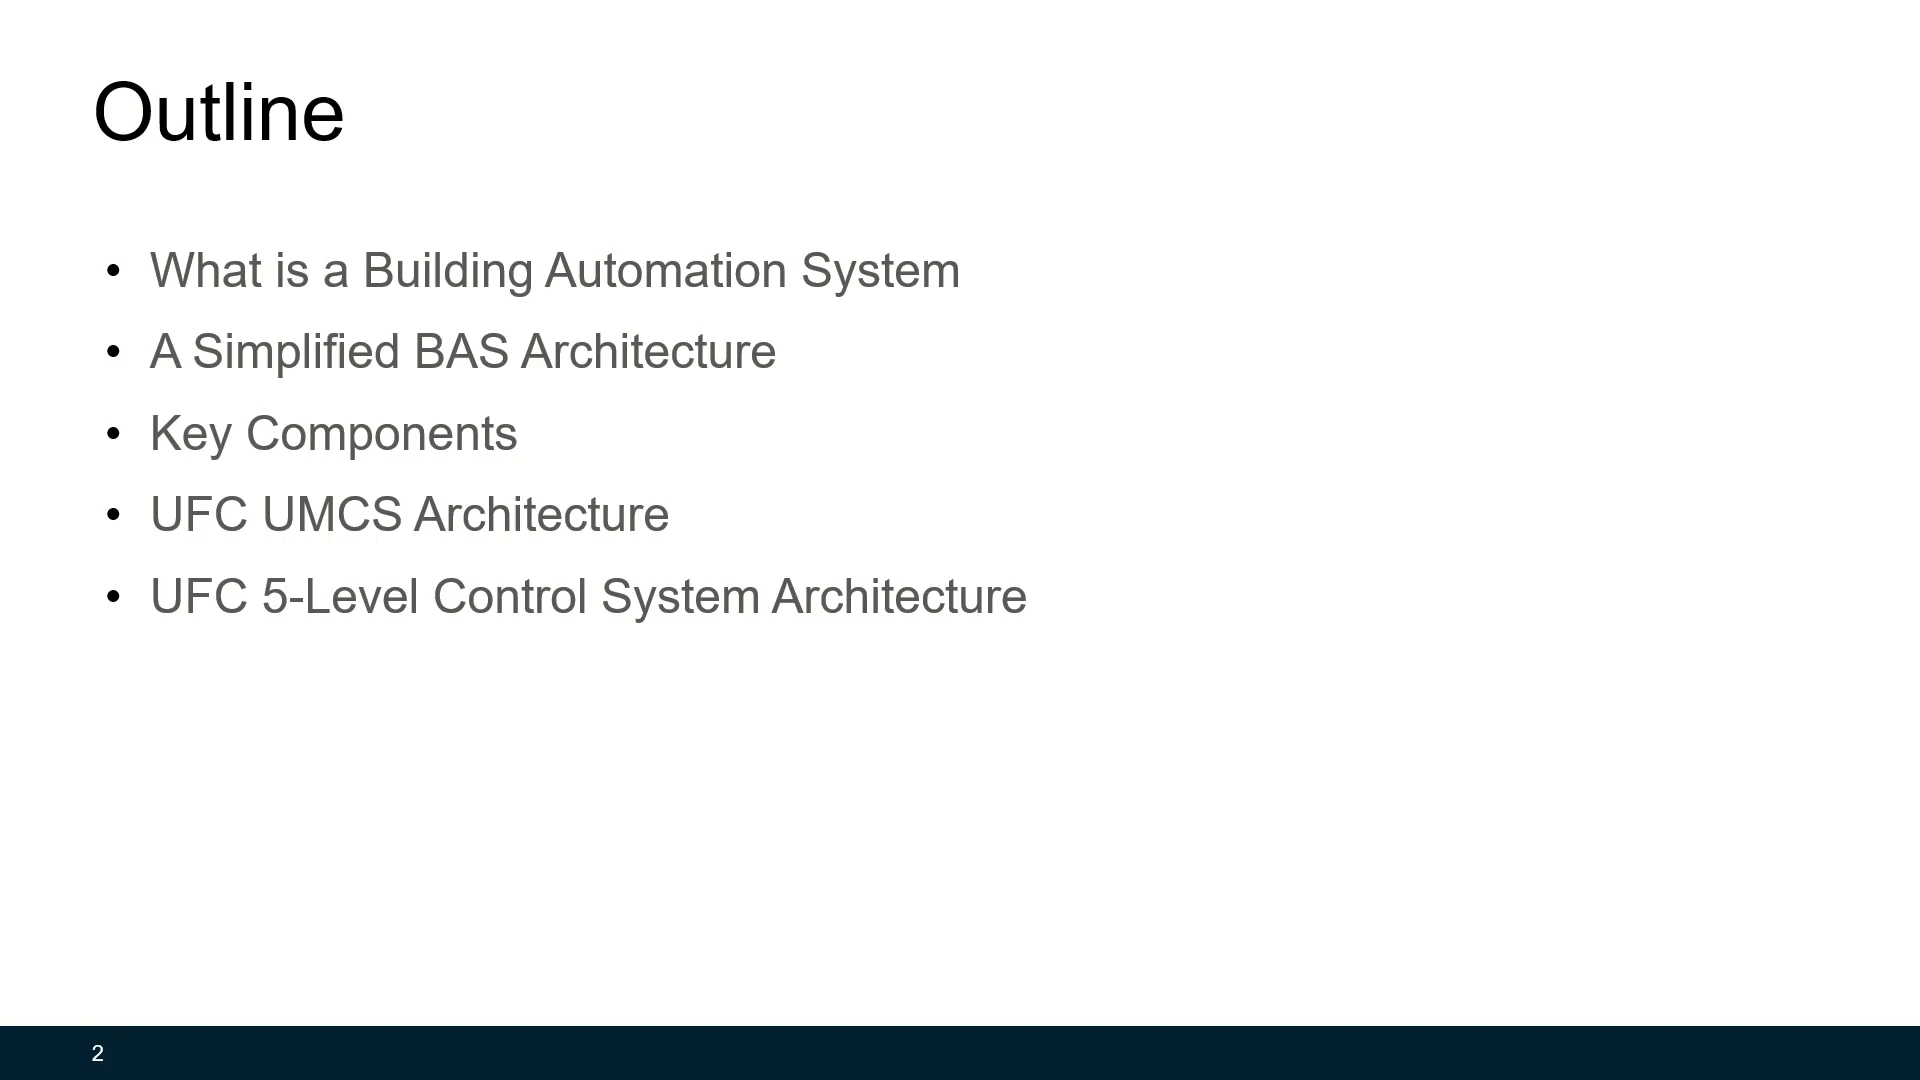 Outline
• What is a Building Automation System
• A Simplified BAS Architecture
• Key Components
• UFC UMCS Architecture
• UFC 5-Level Control System Architecture
2